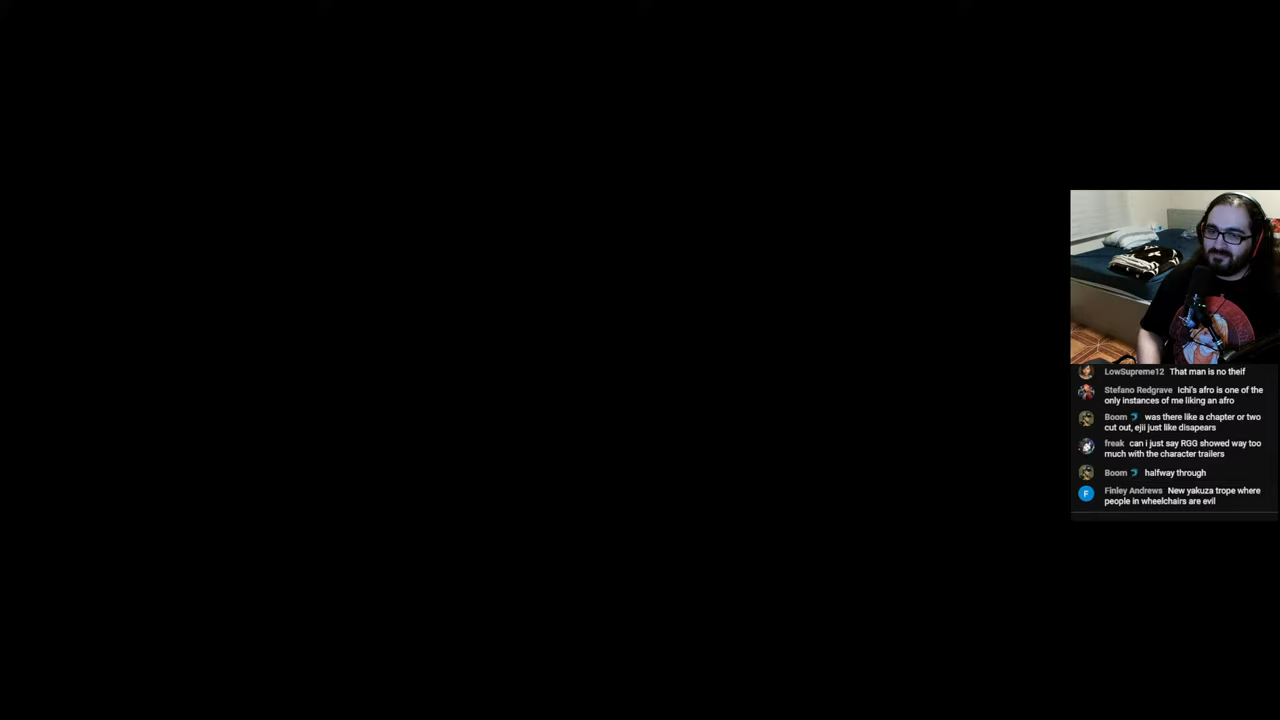 LowSupreme12 That man is no theif
Stefano Redgrave Ichi's afro is one of the
only instances of me liking an afro
Boom was there like a chapter or two
cut out, ejii just like disapears
freak can i just say RGG showed way too
much with the character trailers
Boom halfway through
F Finley Andrews New yakuza trope where
people in wheelchairs are evil